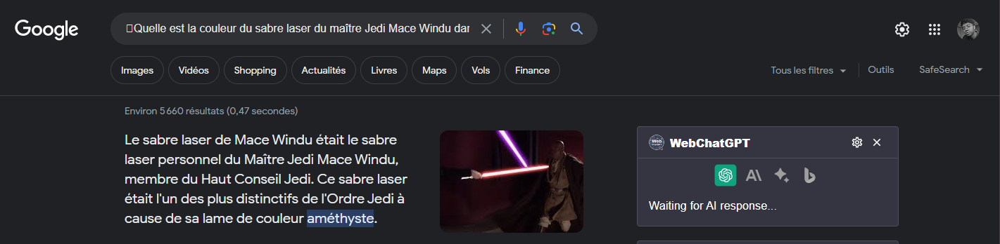 Google
Quelle est la couleur du sabre laser du maître Jedi Mace Windu dar
Images
Vidéos
Shopping
Actualités
Livres
Maps
Vols
Finance
Tous les filtres
Outils
SafeSearch
Environ 5 660 résultats (0,47 secondes)
Le sabre laser de Mace Windu était le sabre
laser personnel du Maître Jedi Mace Windu,
membre du Haut Conseil Jedi. Ce sabre laser
était l'un des plus distinctifs de l'Ordre Jedi à
cause de sa lame de couleur améthyste.
WebChatGPT
Waiting for AI response...